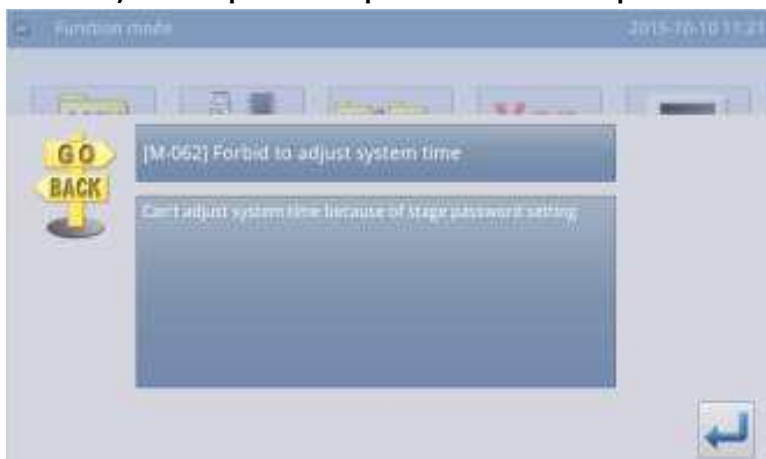 Function mode
2015-10-10 11:21
GO
BACK
[M-062] Forbid to adjust system time
Can't adjust system time because of stage password setting